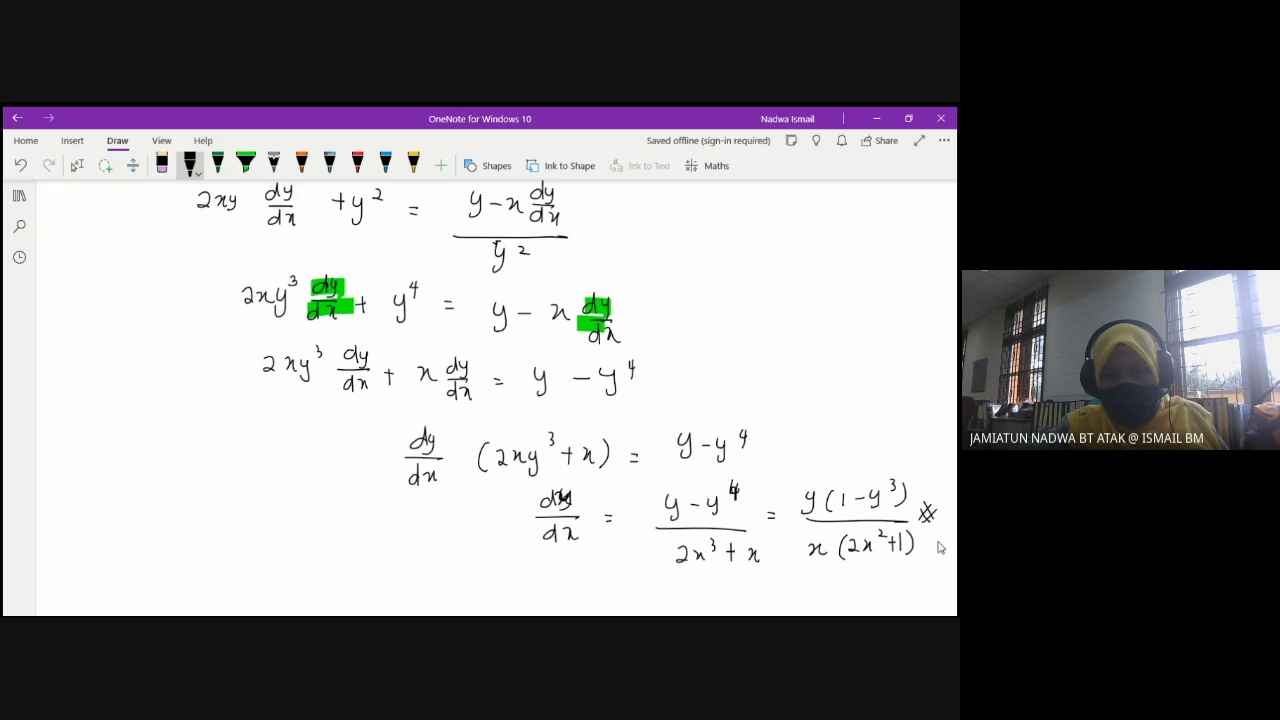 OneNote for Windows 10
Nadwa Ismail
Home Insert Draw View Help
Saved offline (sign-in required)
Share
Shapes Ink to Shape Ink to Text Maths
2xy dy/dx + y² = (y - x dy/dx) / y²
2xy³ dy/dx + y⁴ = y - x dy/dx
2xy³ dy/dx + x dy/dx = y - y⁴
dy/dx (2xy³ + x) = y - y⁴
dy/dx = (y - y⁴) / (2x³ + x) = y(1 - y³) / x(2x² + 1)
JAMIATUN NADWA BT ATAK @ ISMAIL BM